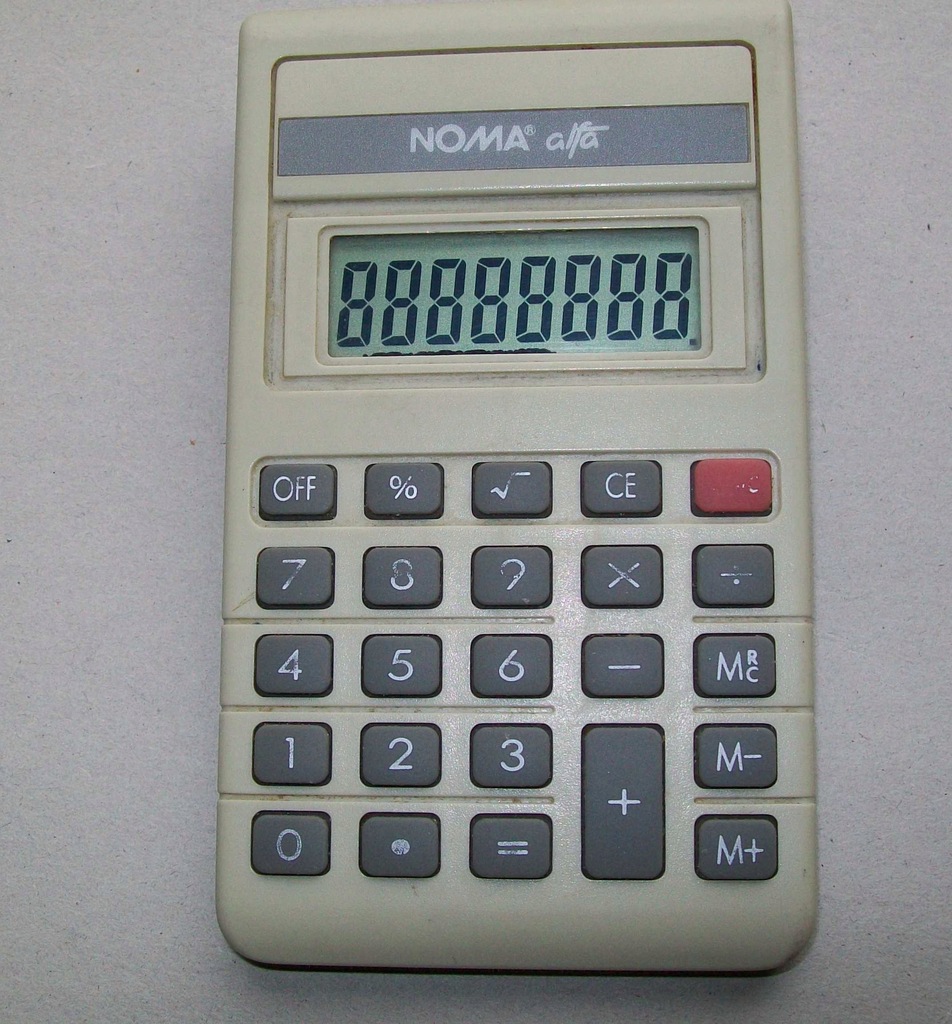 NOMA® alfa
88888888.
OFF % √ CE
7 8 9 × ÷
4 5 6 − MRC
1 2 3 M−
+
0 • = M+